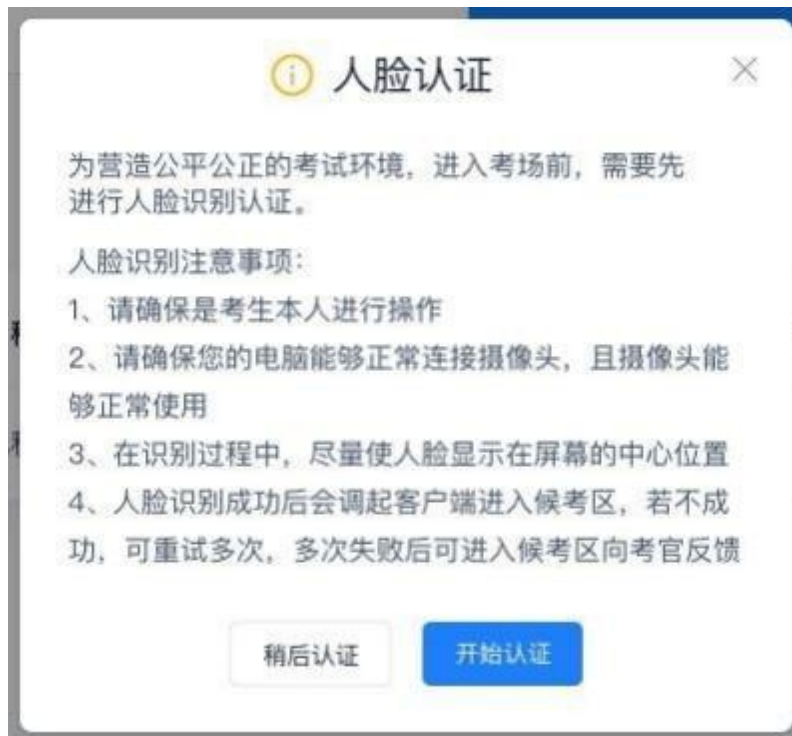 人脸认证
为营造公平公正的考试环境，进入考场前，需要先
进行人脸识别认证。
人脸识别注意事项：
1、请确保是考生本人进行操作
2、请确保您的电脑能够正常连接摄像头，且摄像头能
够正常使用
3、在识别过程中，尽量使人脸显示在屏幕的中心位置
4、人脸识别成功后会调起客户端进入候考区，若不成
功，可重试多次，多次失败后可进入候考区向考官反馈
稍后认证
开始认证